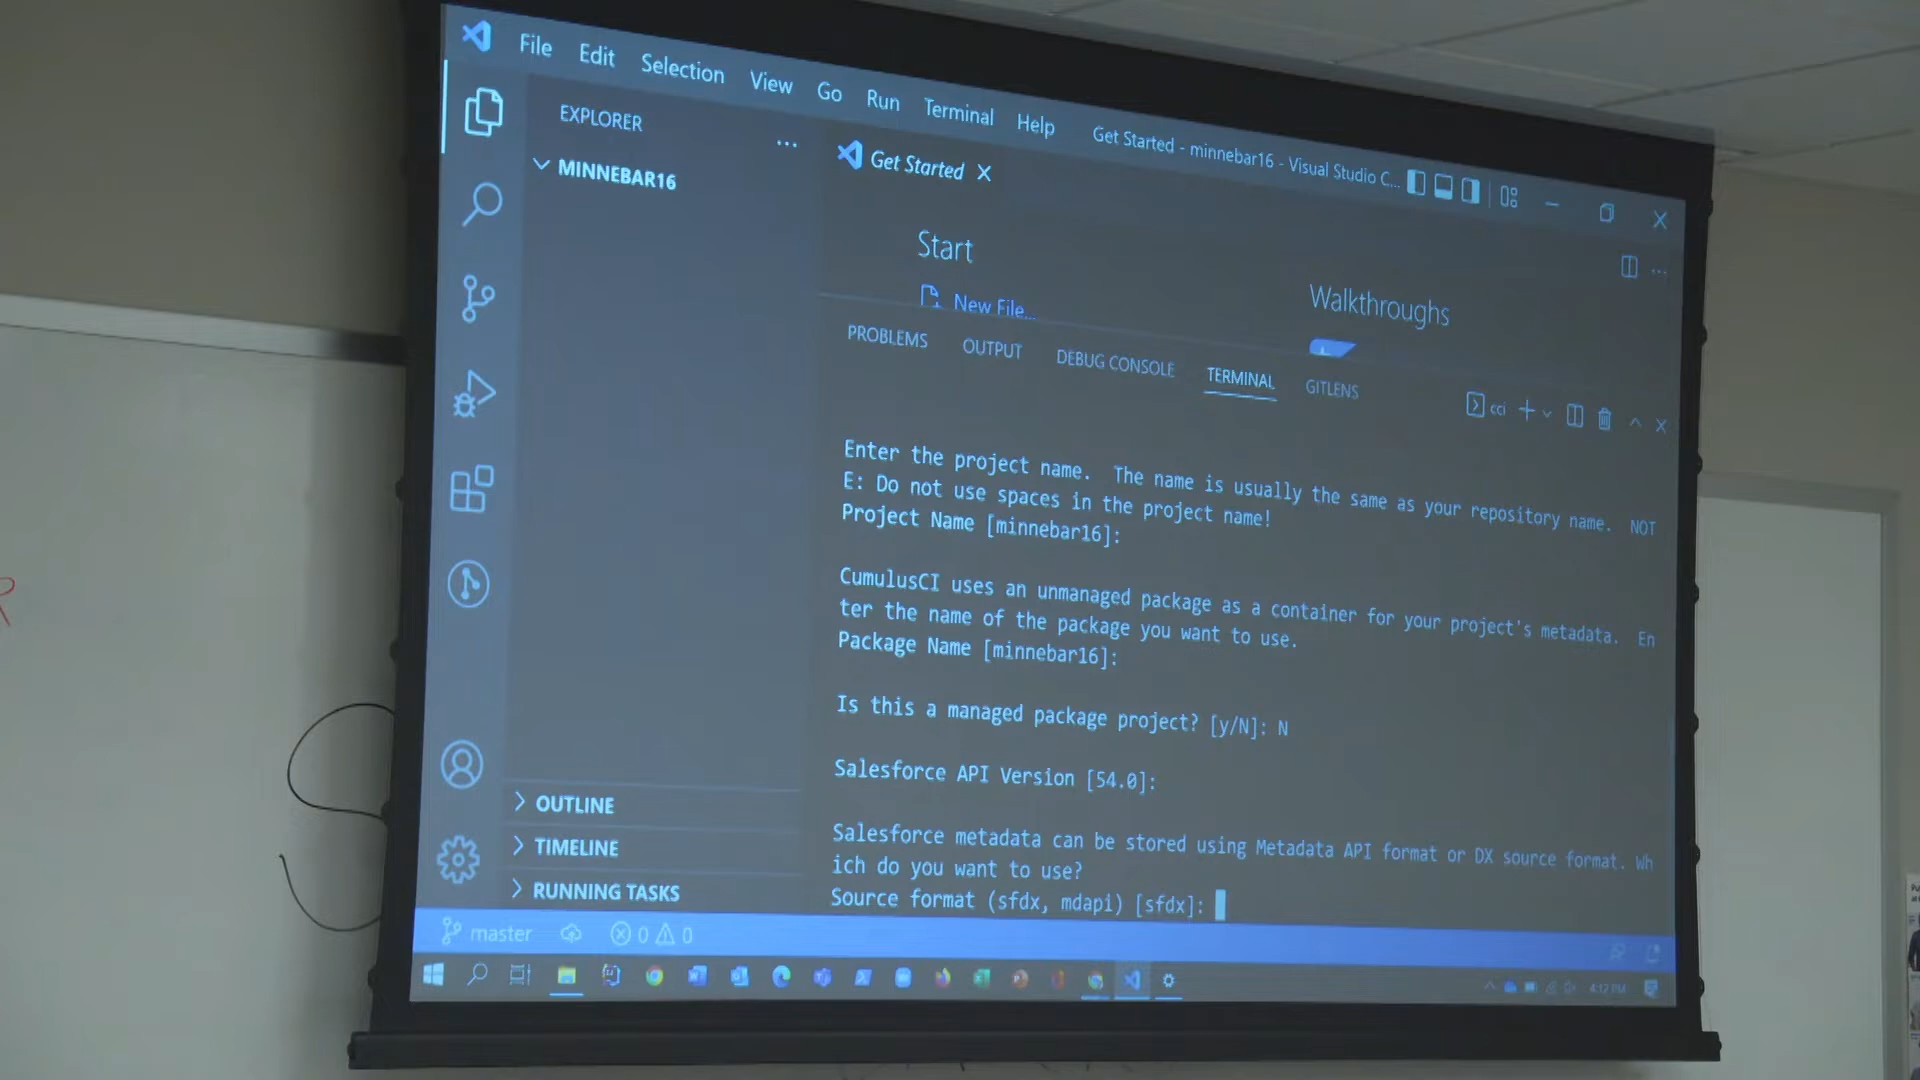 File Edit Selection View Go Run Terminal Help Get Started - minnebar16 - Visual Studio C...
EXPLORER
MINNEBAR16
Get Started
Start
New File...
Walkthroughs
PROBLEMS OUTPUT DEBUG CONSOLE TERMINAL GITLENS
cci
Enter the project name. The name is usually the same as your repository name. NOT
E: Do not use spaces in the project name!
Project Name [minnebar16]:
CumulusCI uses an unmanaged package as a container for your project's metadata. En
ter the name of the package you want to use.
Package Name [minnebar16]:
Is this a managed package project? [y/N]: N
Salesforce API Version [54.0]:
Salesforce metadata can be stored using Metadata API format or DX source format. Wh
ich do you want to use?
Source format (sfdx, mdapi) [sfdx]:
OUTLINE
TIMELINE
RUNNING TASKS
master 0 0
4:12 PM